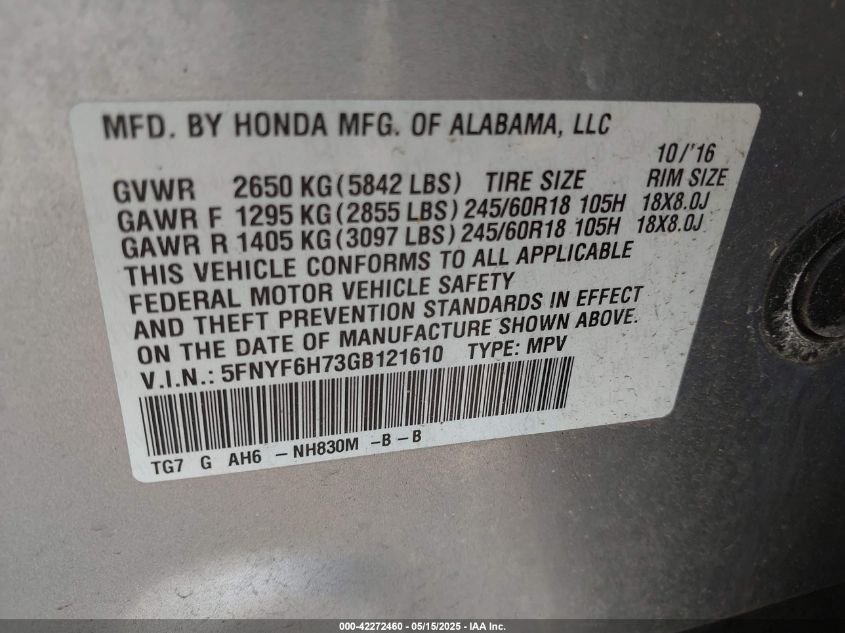 MFD. BY HONDA MFG. OF ALABAMA, LLC
10/'16
GVWR 2650 KG(5842 LBS) TIRE SIZE RIM SIZE
GAWR F 1295 KG(2855 LBS) 245/60R18 105H 18X8.0J
GAWR R 1405 KG(3097 LBS) 245/60R18 105H 18X8.0J
THIS VEHICLE CONFORMS TO ALL APPLICABLE
FEDERAL MOTOR VEHICLE SAFETY
AND THEFT PREVENTION STANDARDS IN EFFECT
ON THE DATE OF MANUFACTURE SHOWN ABOVE.
V.I.N.: 5FNYF6H73GB121610 TYPE: MPV
TG7 G AH6 -NH830M -B-B
000-42272460 - 05/15/2025 - IAA Inc.